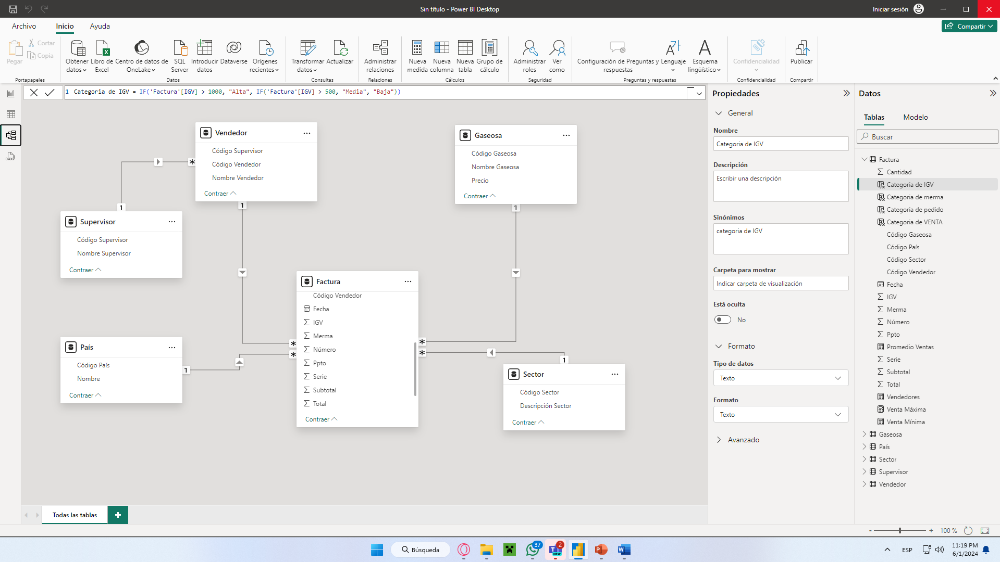 Sin título - Power BI Desktop
Iniciar sesión
Archivo
Inicio
Ayuda
Compartir
Pegar
Cortar
Copia
Portapapeles
Obtener datos
Libro de Excel
Centro de datos de OneLake
SQL Server
Introducir datos
Dataverse
Orígenes recientes
Datos
Transformar datos
Actualizar
Consultas
Administrar relaciones
Relaciones
Nueva medida
Nueva columna
Nueva tabla
Grupo de cálculo
Cálculos
Administrar roles
Ver como
Seguridad
Configuración de Preguntas y respuestas
Lenguaje
Esquema lingüístico
Preguntas y respuestas
Confidencialidad
Confidencialidad
Publicar
Compartir
1 Categoria de IGV = IF('Factura'[IGV] > 1000, "Alta", IF('Factura'[IGV] > 500, "Media", "Baja"))
DAX
Vendedor
Código Supervisor
Código Vendedor
Nombre Vendedor
Contraer
1
*
Gaseosa
Código Gaseosa
Nombre Gaseosa
Precio
Contraer
1
1
Supervisor
Código Supervisor
Nombre Supervisor
Contraer
Factura
Código Vendedor
Fecha
IGV
Merma
Número
Ppto
Serie
Subtotal
Total
Contraer
*
*
*
*
País
Código País
Nombre
Contraer
1
1
Sector
Código Sector
Descripción Sector
Contraer
Todas las tablas
+
Propiedades
General
Nombre
Categoria de IGV
Descripción
Escribir una descripción
Sinónimos
categoria de IGV
Carpeta para mostrar
Indicar carpeta de visualización
Está oculta
No
Formato
Tipo de datos
Texto
Formato
Texto
Avanzado
Datos
Tablas
Modelo
Buscar
Factura
Cantidad
Categoria de IGV
Categoria de merma
Categoria de pedido
Categoria de VENTA
Código Gaseosa
Código País
Código Sector
Código Vendedor
Fecha
IGV
Merma
Número
Ppto
Promedio Ventas
Serie
Subtotal
Total
Vendedores
Venta Máxima
Venta Mínima
Gaseosa
País
Sector
Supervisor
Vendedor
- + 100 %
Búsqueda
37
2
NEW
ESP
11:19 PM
6/1/2024